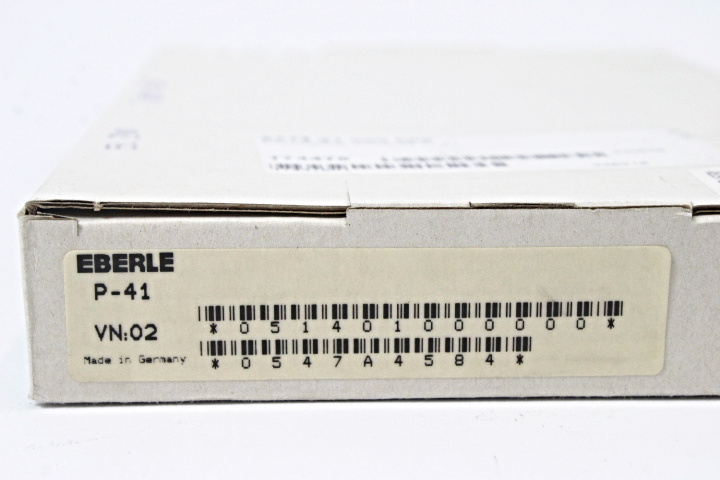 EBERLE
P-41
VN:02
*051401000000*
Made in Germany
*0547A4584*